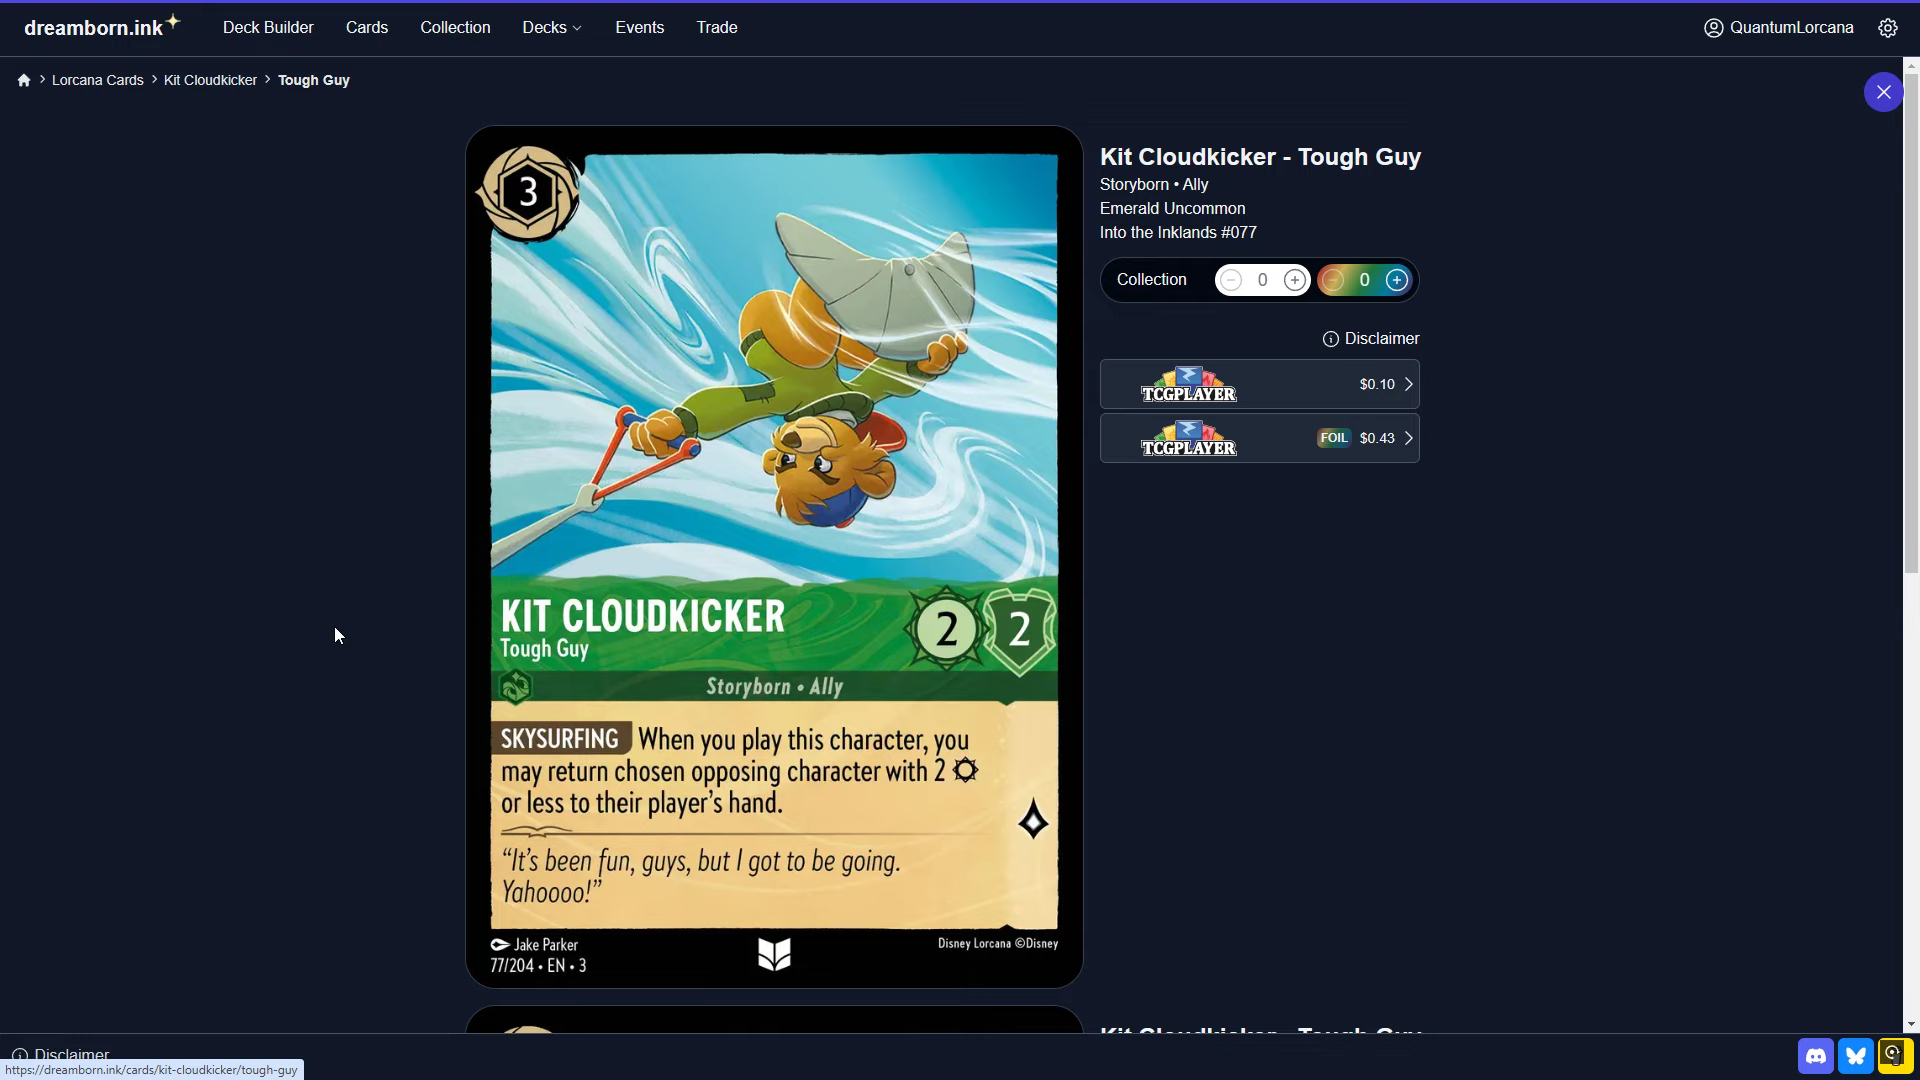 dreamborn.ink
Deck Builder
Cards
Collection
Decks
Events
Trade
QuantumLorcana
Lorcana Cards
Kit Cloudkicker
Tough Guy
3
KIT CLOUDKICKER
Tough Guy
2
2
Storyborn • Ally
SKYSURFING When you play this character, you
may return chosen opposing character with 2
or less to their player's hand.
“It's been fun, guys, but I got to be going.
Yahoooo!”
Jake Parker
77/204 • EN • 3
Disney Lorcana ©Disney
Kit Cloudkicker - Tough Guy
Storyborn • Ally
Emerald Uncommon
Into the Inklands #077
Collection
0
0
Disclaimer
TCGPLAYER
$0.10
TCGPLAYER
FOIL
$0.43
Kit Cloudkicker - Tough Guy
Disclaimer
https://dreamborn.ink/cards/kit-cloudkicker/tough-guy